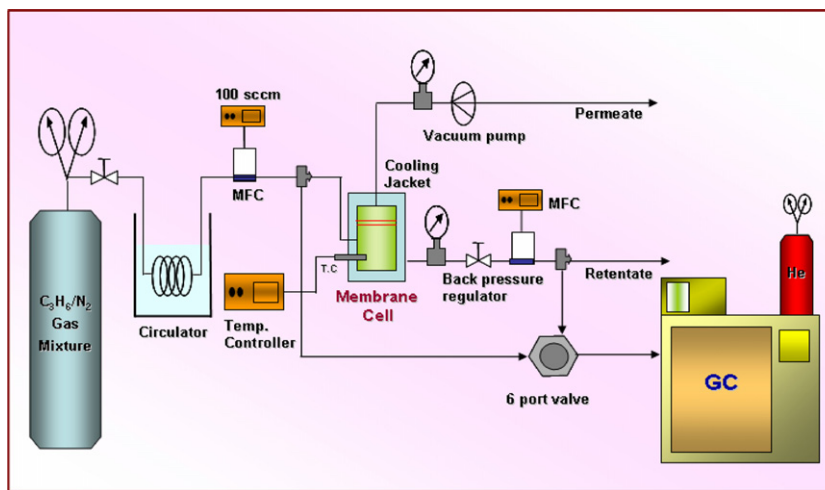 100 sccm
Vacuum pump
Permeate
MFC
Cooling
Jacket
MFC
C₃H₆/N₂
Gas
Mixture
Circulator
T.C
Temp.
Controller
Membrane
Cell
Back pressure
regulator
Retentate
He
6 port valve
GC